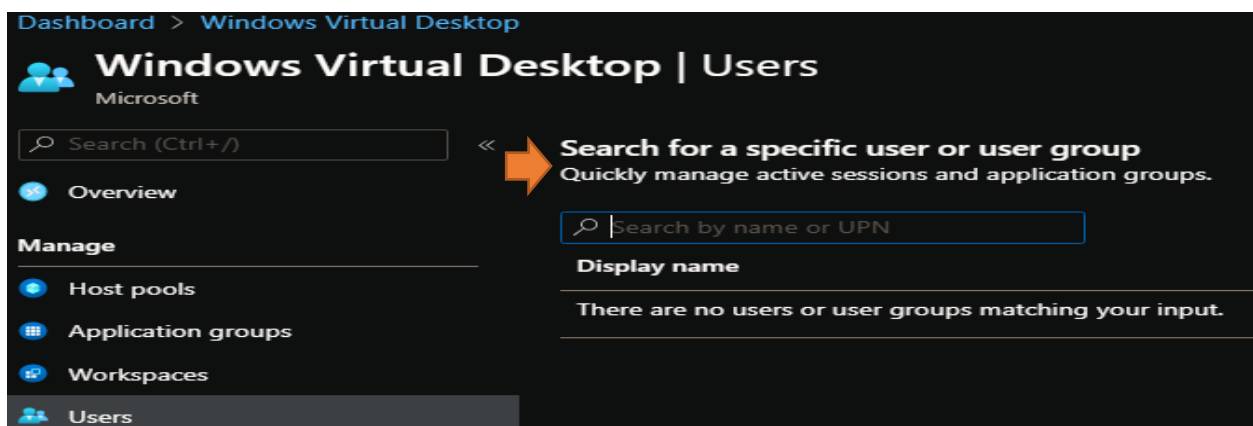 Dashboard > Windows Virtual Desktop
Windows Virtual Desktop | Users
Microsoft
Search (Ctrl+/)
«
Overview
Manage
Host pools
Application groups
Workspaces
Users
Search for a specific user or user group
Quickly manage active sessions and application groups.
Search by name or UPN
Display name
There are no users or user groups matching your input.